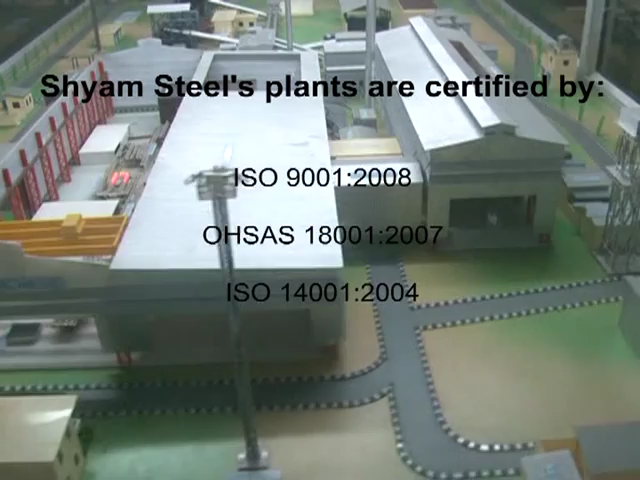 Shyam Steel's plants are certified by:
ISO 9001:2008
OHSAS 18001:2007
ISO 14001:2004